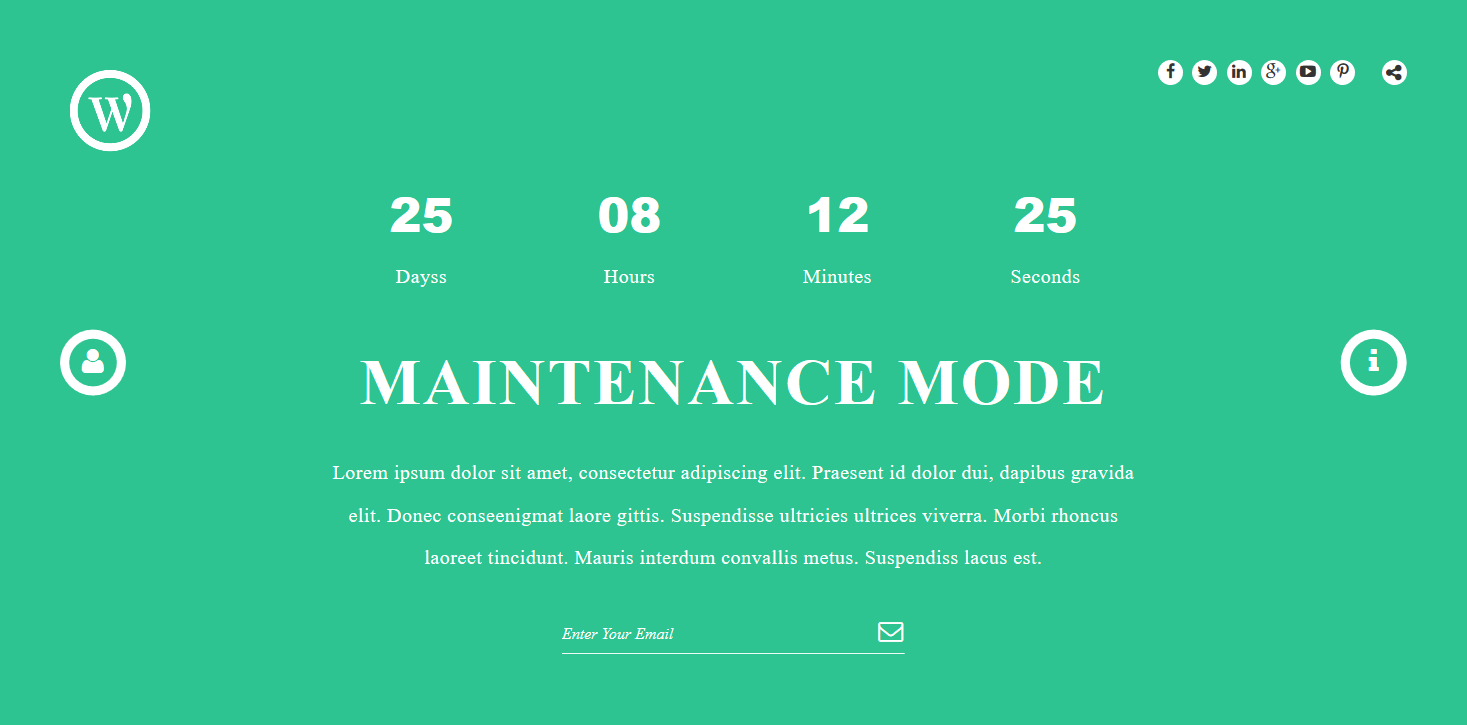 W
25 08 12 25
Dayss Hours Minutes Seconds
MAINTENANCE MODE
Lorem ipsum dolor sit amet, consectetur adipiscing elit. Praesent id dolor dui, dapibus gravida
elit. Donec conseenigmat laore gittis. Suspendisse ultricies ultrices viverra. Morbi rhoncus
laoreet tincidunt. Mauris interdum convallis metus. Suspendiss lacus est.
Enter Your Email